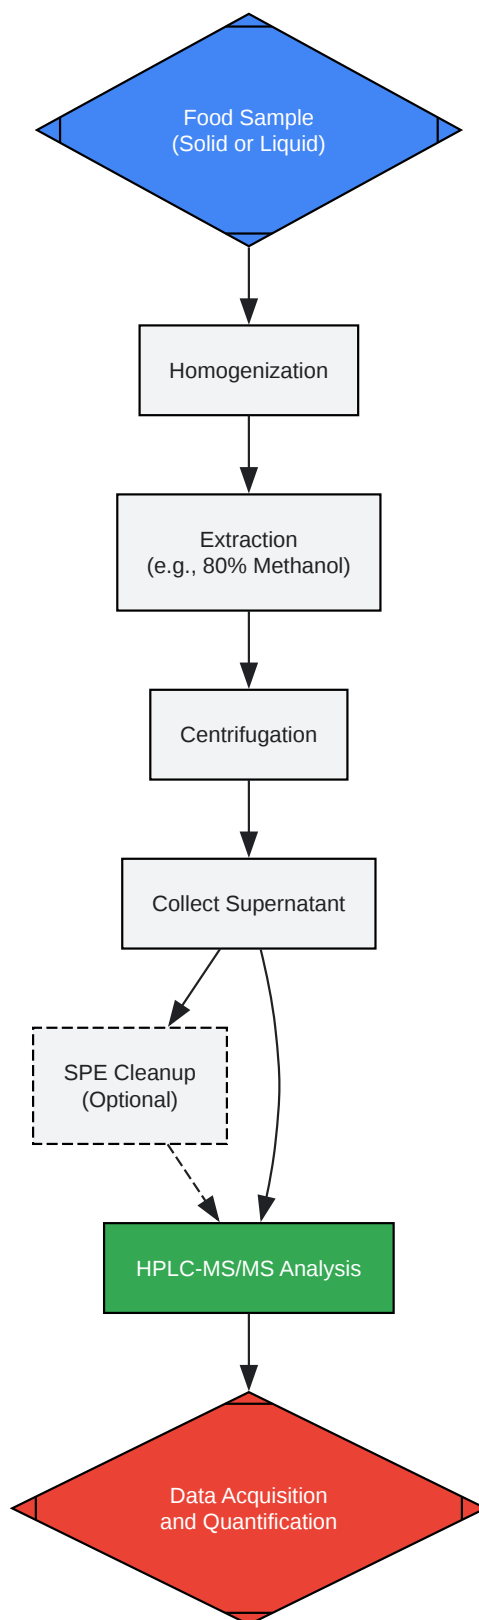 Food Sample
(Solid or Liquid)
Homogenization
Extraction
(e.g., 80% Methanol)
Centrifugation
Collect Supernatant
SPE Cleanup
(Optional)
HPLC-MS/MS Analysis
Data Acquisition
and Quantification